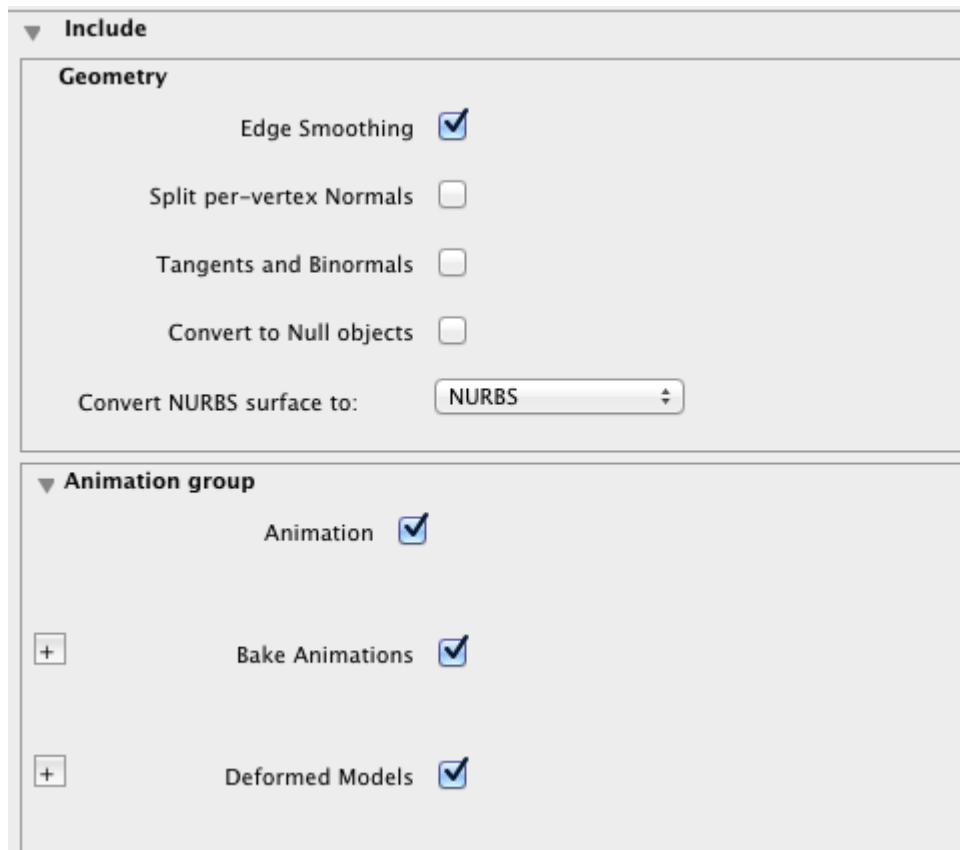 Include
Geometry
Edge Smoothing
Split per-vertex Normals
Tangents and Binormals
Convert to Null objects
Convert NURBS surface to: NURBS
Animation group
Animation
+ Bake Animations
+ Deformed Models